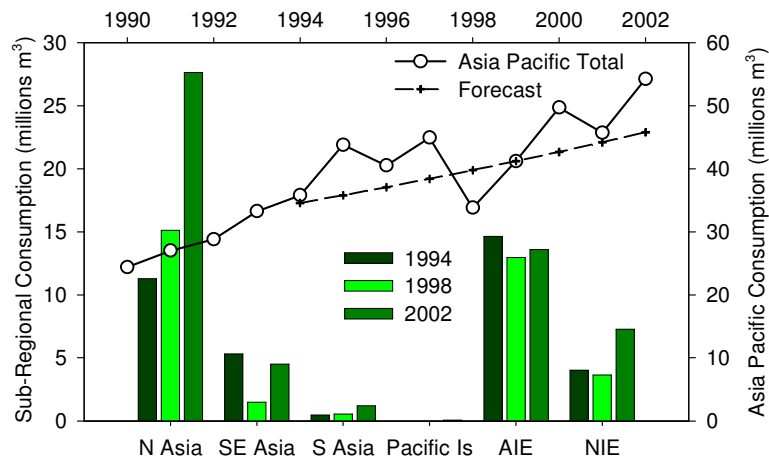 1990 1992 1994 1996 1998 2000 2002
Sub-Regional Consumption (millions m³)
30
25
20
15
10
5
0
Asia Pacific Total
Forecast
1994
1998
2002
60
50
40
30
20
10
0
Asia Pacific Consumption (millions m³)
N Asia SE Asia S Asia Pacific Is AIE NIE